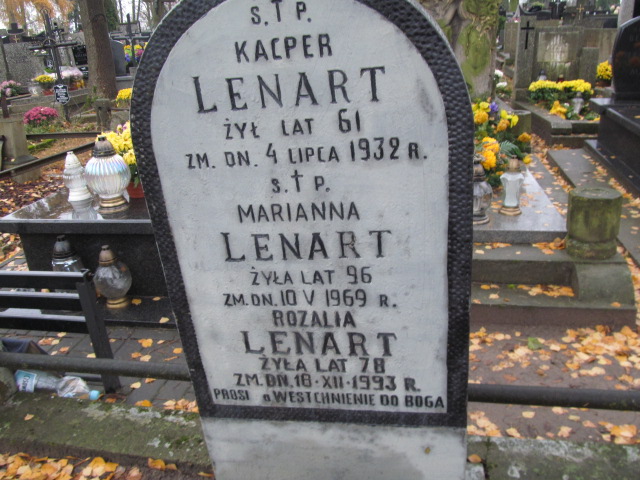 Ś.†P.
KACPER
LENART
ŻYŁ LAT 61
ZM. DN. 4 LIPCA 1932 R.
Ś.†P.
MARIANNA
LENART
ŻYŁA LAT 96
ZM. DN. 10 V 1969 R.
ROZALIA
LENART
ŻYŁA LAT 78
ZM. DN. 18·XII·1993 R.
PROSI o WESTCHNIENIE DO BOGA